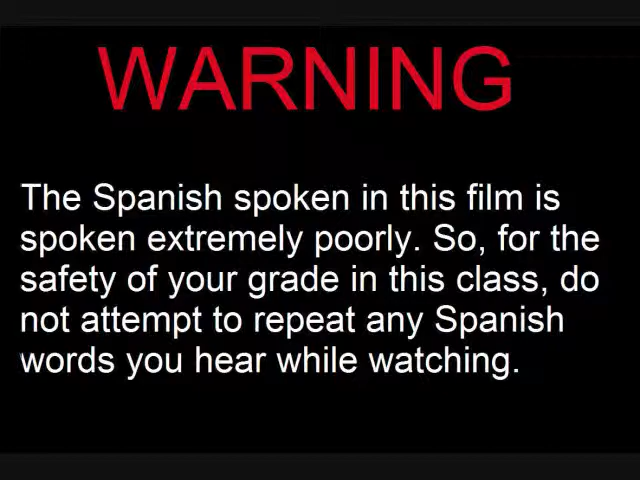 WARNING
The Spanish spoken in this film is
spoken extremely poorly. So, for the
safety of your grade in this class, do
not attempt to repeat any Spanish
words you hear while watching.